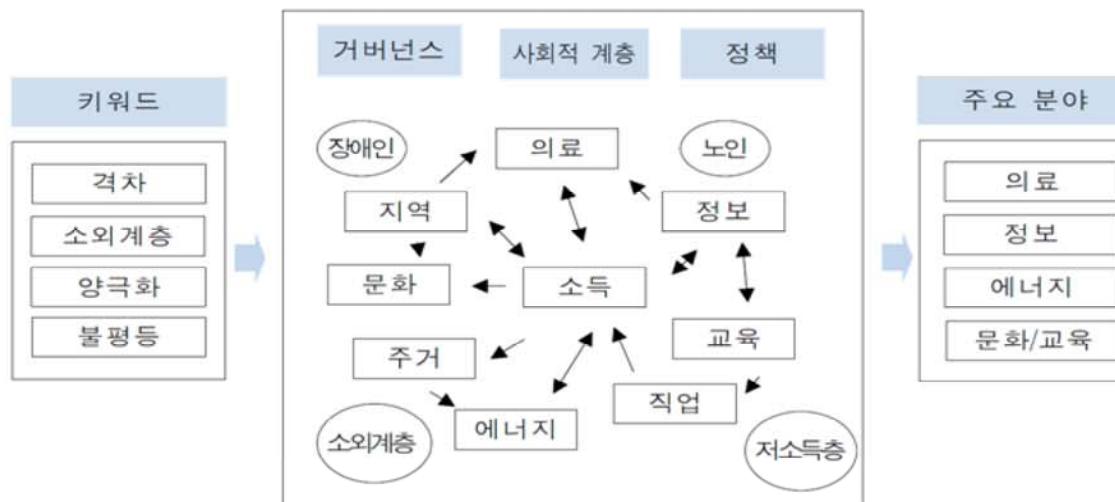 키워드
격차
소외계층
양극화
불평등
거버넌스
사회적 계층
정책
장애인
의료
노인
지역
정보
문화
소득
주거
교육
에너지
직업
소외계층
저소득층
주요 분야
의료
정보
에너지
문화/교육